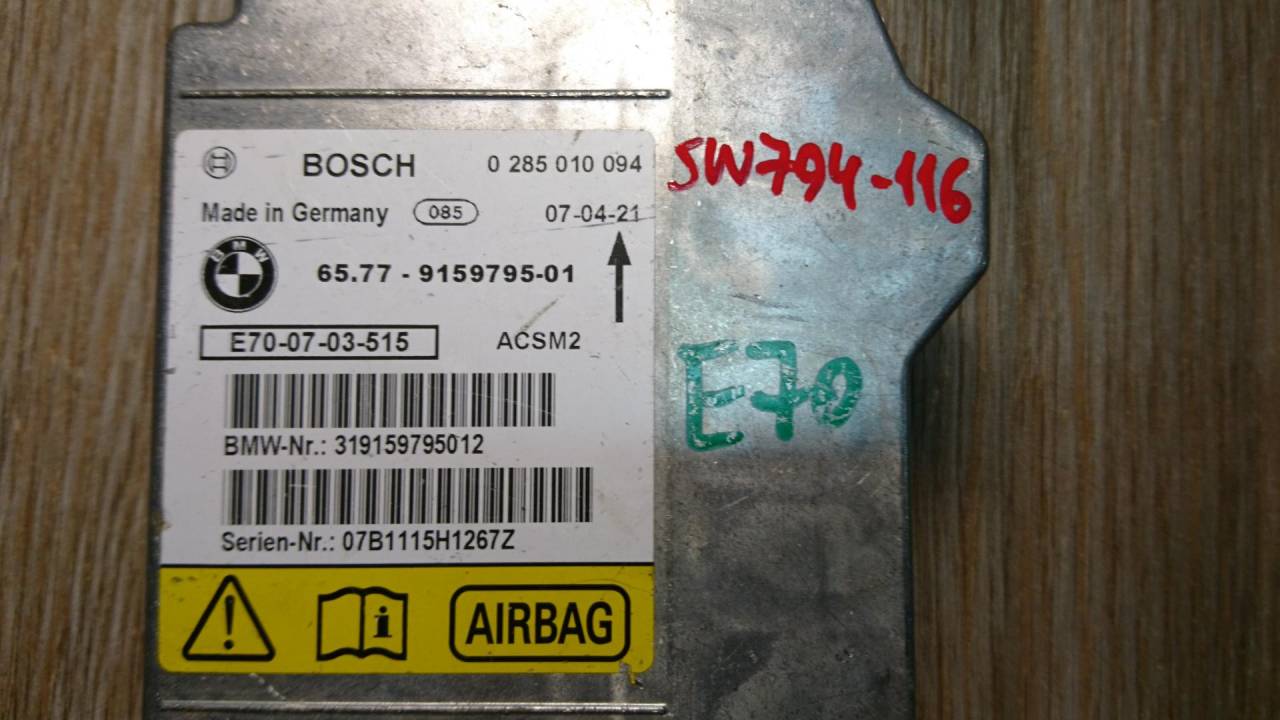 BOSCH 0 285 010 094
SW794-116
Made in Germany 085 07-04-21
BMW
65.77 - 9159795-01
E70-07-03-515 ACSM2
E70
BMW-Nr.: 319159795012
Serien-Nr.: 07B1115H1267Z
AIRBAG